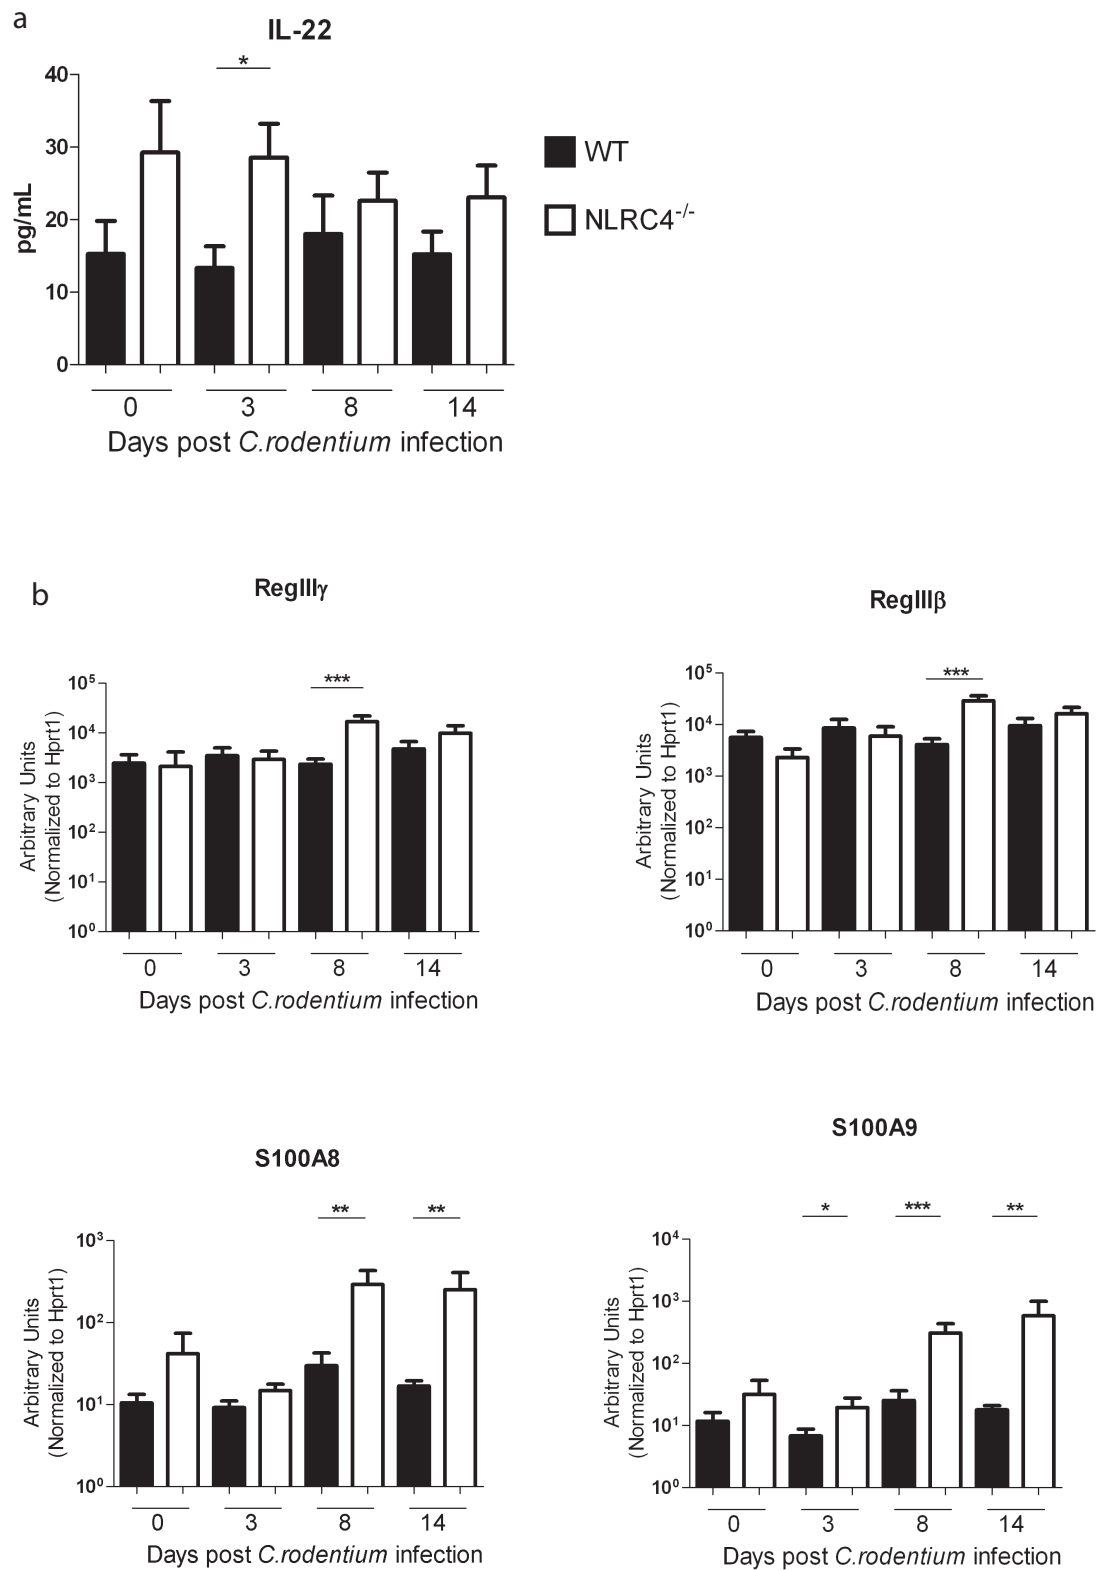 a
IL-22
*
40
30
20
10
0
pg/mL
WT
NLRC4-/-
0 3 8 14
Days post C.rodentium infection
b
RegIIIγ
***
10⁵
10⁴
10³
10²
10¹
10⁰
Arbitrary Units
(Normalized to Hprt1)
0 3 8 14
Days post C.rodentium infection
RegIIIβ
***
10⁵
10⁴
10³
10²
10¹
10⁰
Arbitrary Units
(Normalized to Hprt1)
0 3 8 14
Days post C.rodentium infection
S100A8
** **
10³
10²
10¹
10⁰
Arbitrary Units
(Normalized to Hprt1)
0 3 8 14
Days post C.rodentium infection
S100A9
* *** **
10⁴
10³
10²
10¹
10⁰
Arbitrary Units
(Normalized to Hprt1)
0 3 8 14
Days post C.rodentium infection